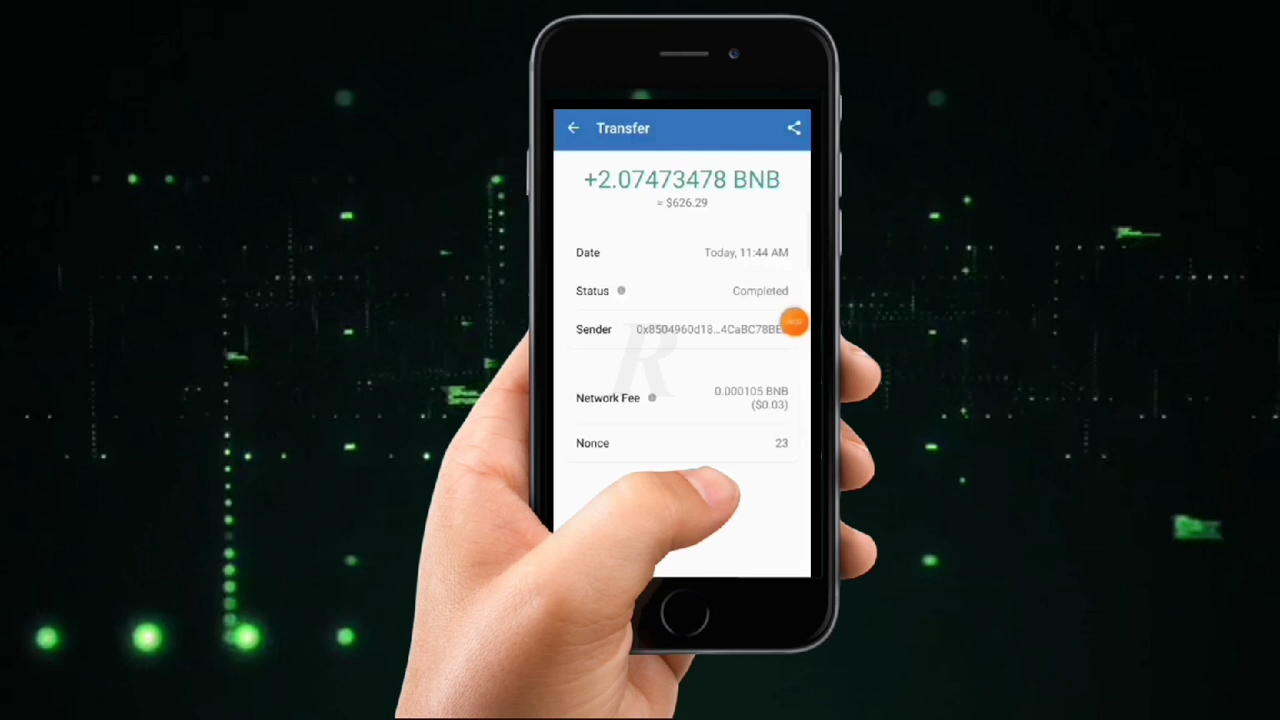 Transfer
+2.07473478 BNB
≈ $626.29
Date Today, 11:44 AM
Status Completed
Sender 0x8504960d18...4CaBC78BE
R
Network Fee 0.000105 BNB
($0.03)
Nonce 23